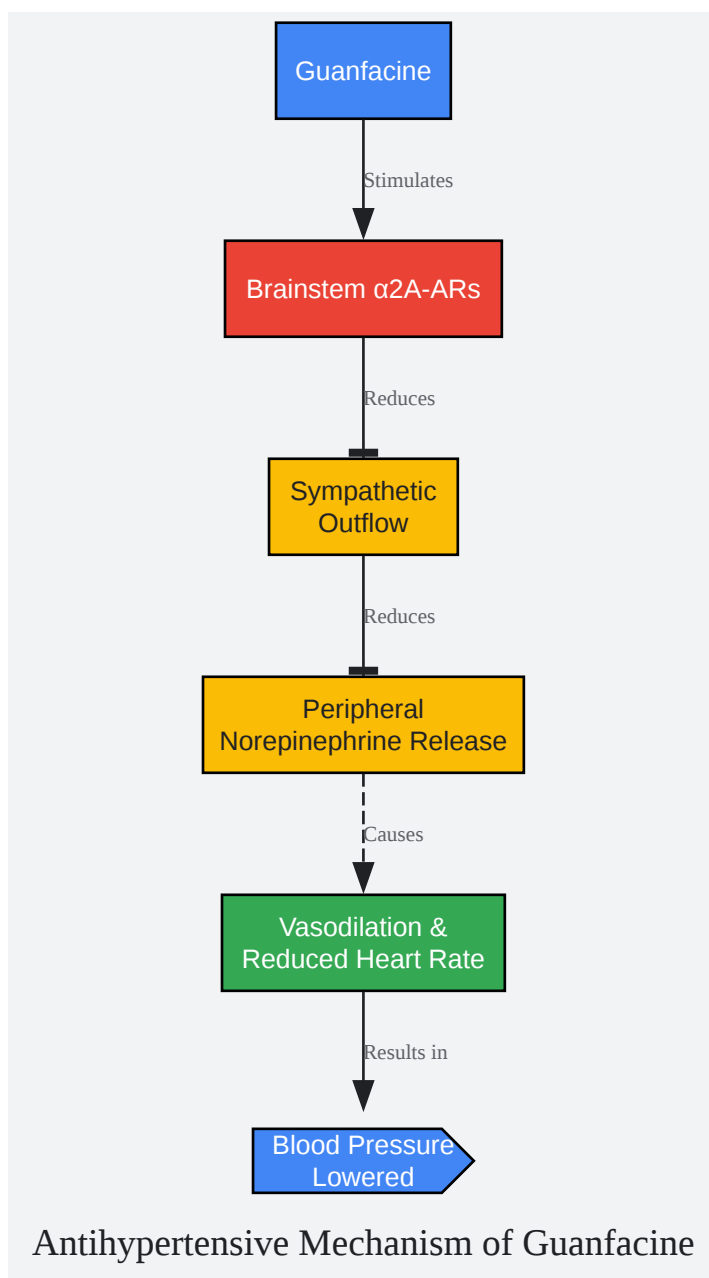 Guanfacine
Stimulates
Brainstem α2A-ARs
Reduces
Sympathetic
Outflow
Reduces
Peripheral
Norepinephrine Release
Causes
Vasodilation &
Reduced Heart Rate
Results in
Blood Pressure
Lowered
Antihypertensive Mechanism of Guanfacine